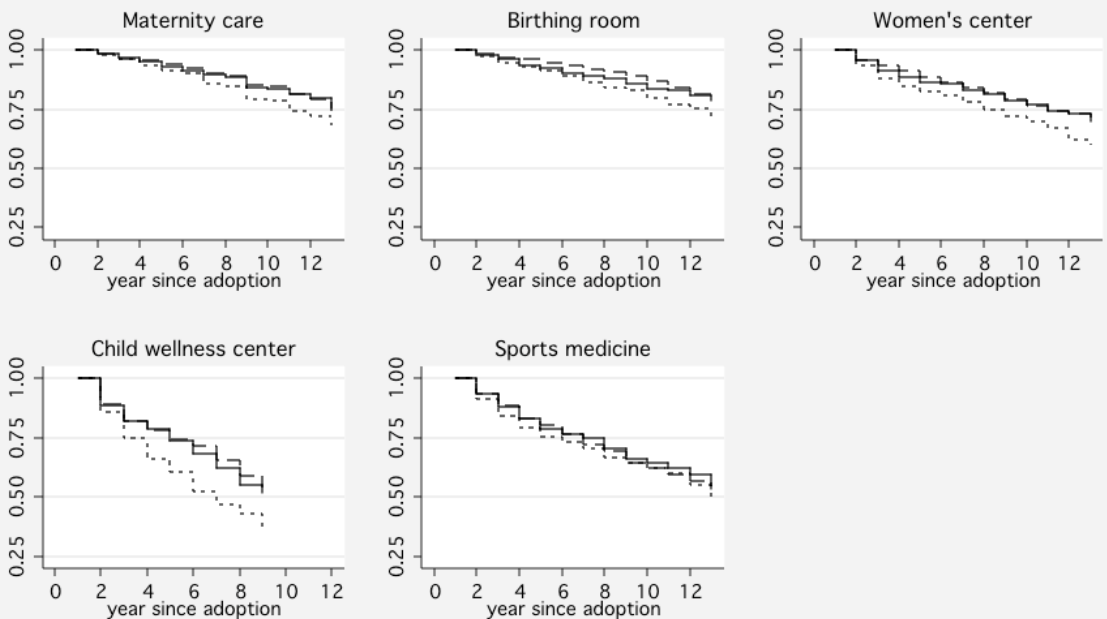 Maternity care
1.00
0.75
0.50
0.25
0 2 4 6 8 10 12
year since adoption
Birthing room
1.00
0.75
0.50
0.25
0 2 4 6 8 10 12
year since adoption
Women's center
1.00
0.75
0.50
0.25
0 2 4 6 8 10 12
year since adoption
Child wellness center
1.00
0.75
0.50
0.25
0 2 4 6 8 10 12
year since adoption
Sports medicine
1.00
0.75
0.50
0.25
0 2 4 6 8 10 12
year since adoption